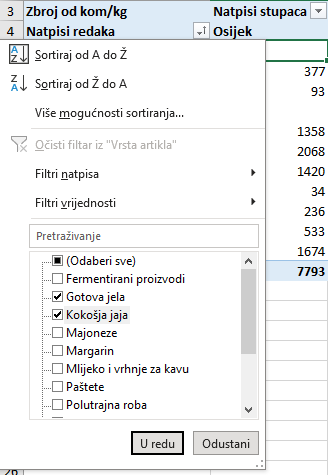 3 Zbroj od kom/kg Natpisi stupaca
4 Natpisi redaka Osijek
Sortiraj od A do Ž
Sortiraj od Ž do A
Više mogućnosti sortiranja...
Očisti filtar iz "Vrsta artikla"
Filtri natpisa
Filtri vrijednosti
Pretraživanje
(Odaberi sve)
Fermentirani proizvodi
Gotova jela
Kokošja jaja
Majoneze
Margarin
Mlijeko i vrhnje za kavu
Paštete
Polutrajna roba
U redu Odustani
377
93
1358
2068
1420
34
236
533
1674
7793